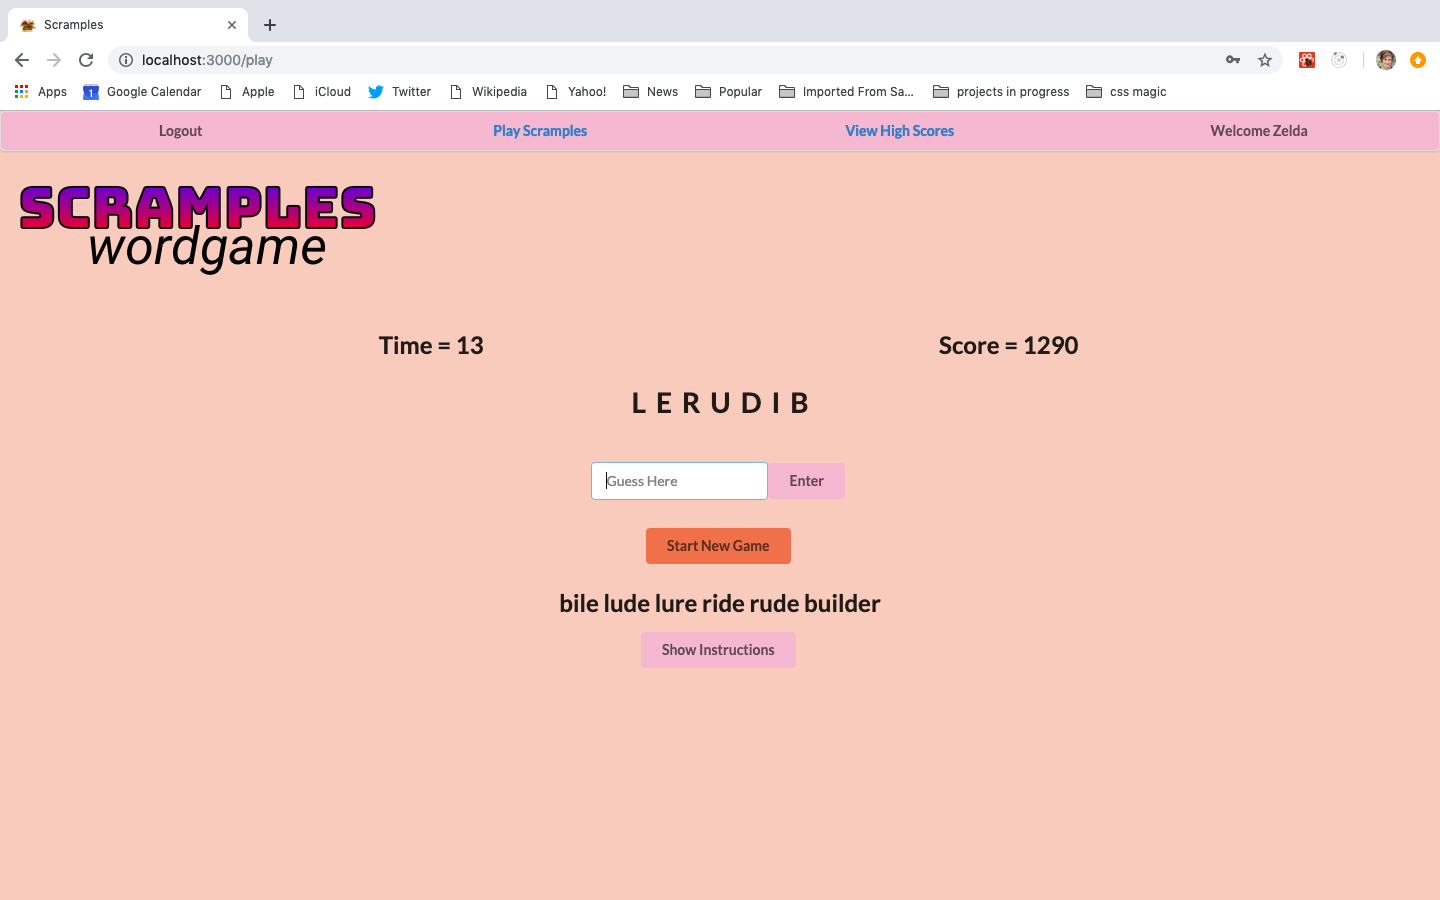 Scramples
localhost:3000/play
Apps Google Calendar Apple iCloud Twitter Wikipedia Yahoo! News Popular Imported From Sa... projects in progress css magic
Logout Play Scramples View High Scores Welcome Zelda
SCRAMPLES
wordgame
Time = 13 Score = 1290
L E R U D I B
Guess Here Enter
Start New Game
bile lude lure ride rude builder
Show Instructions